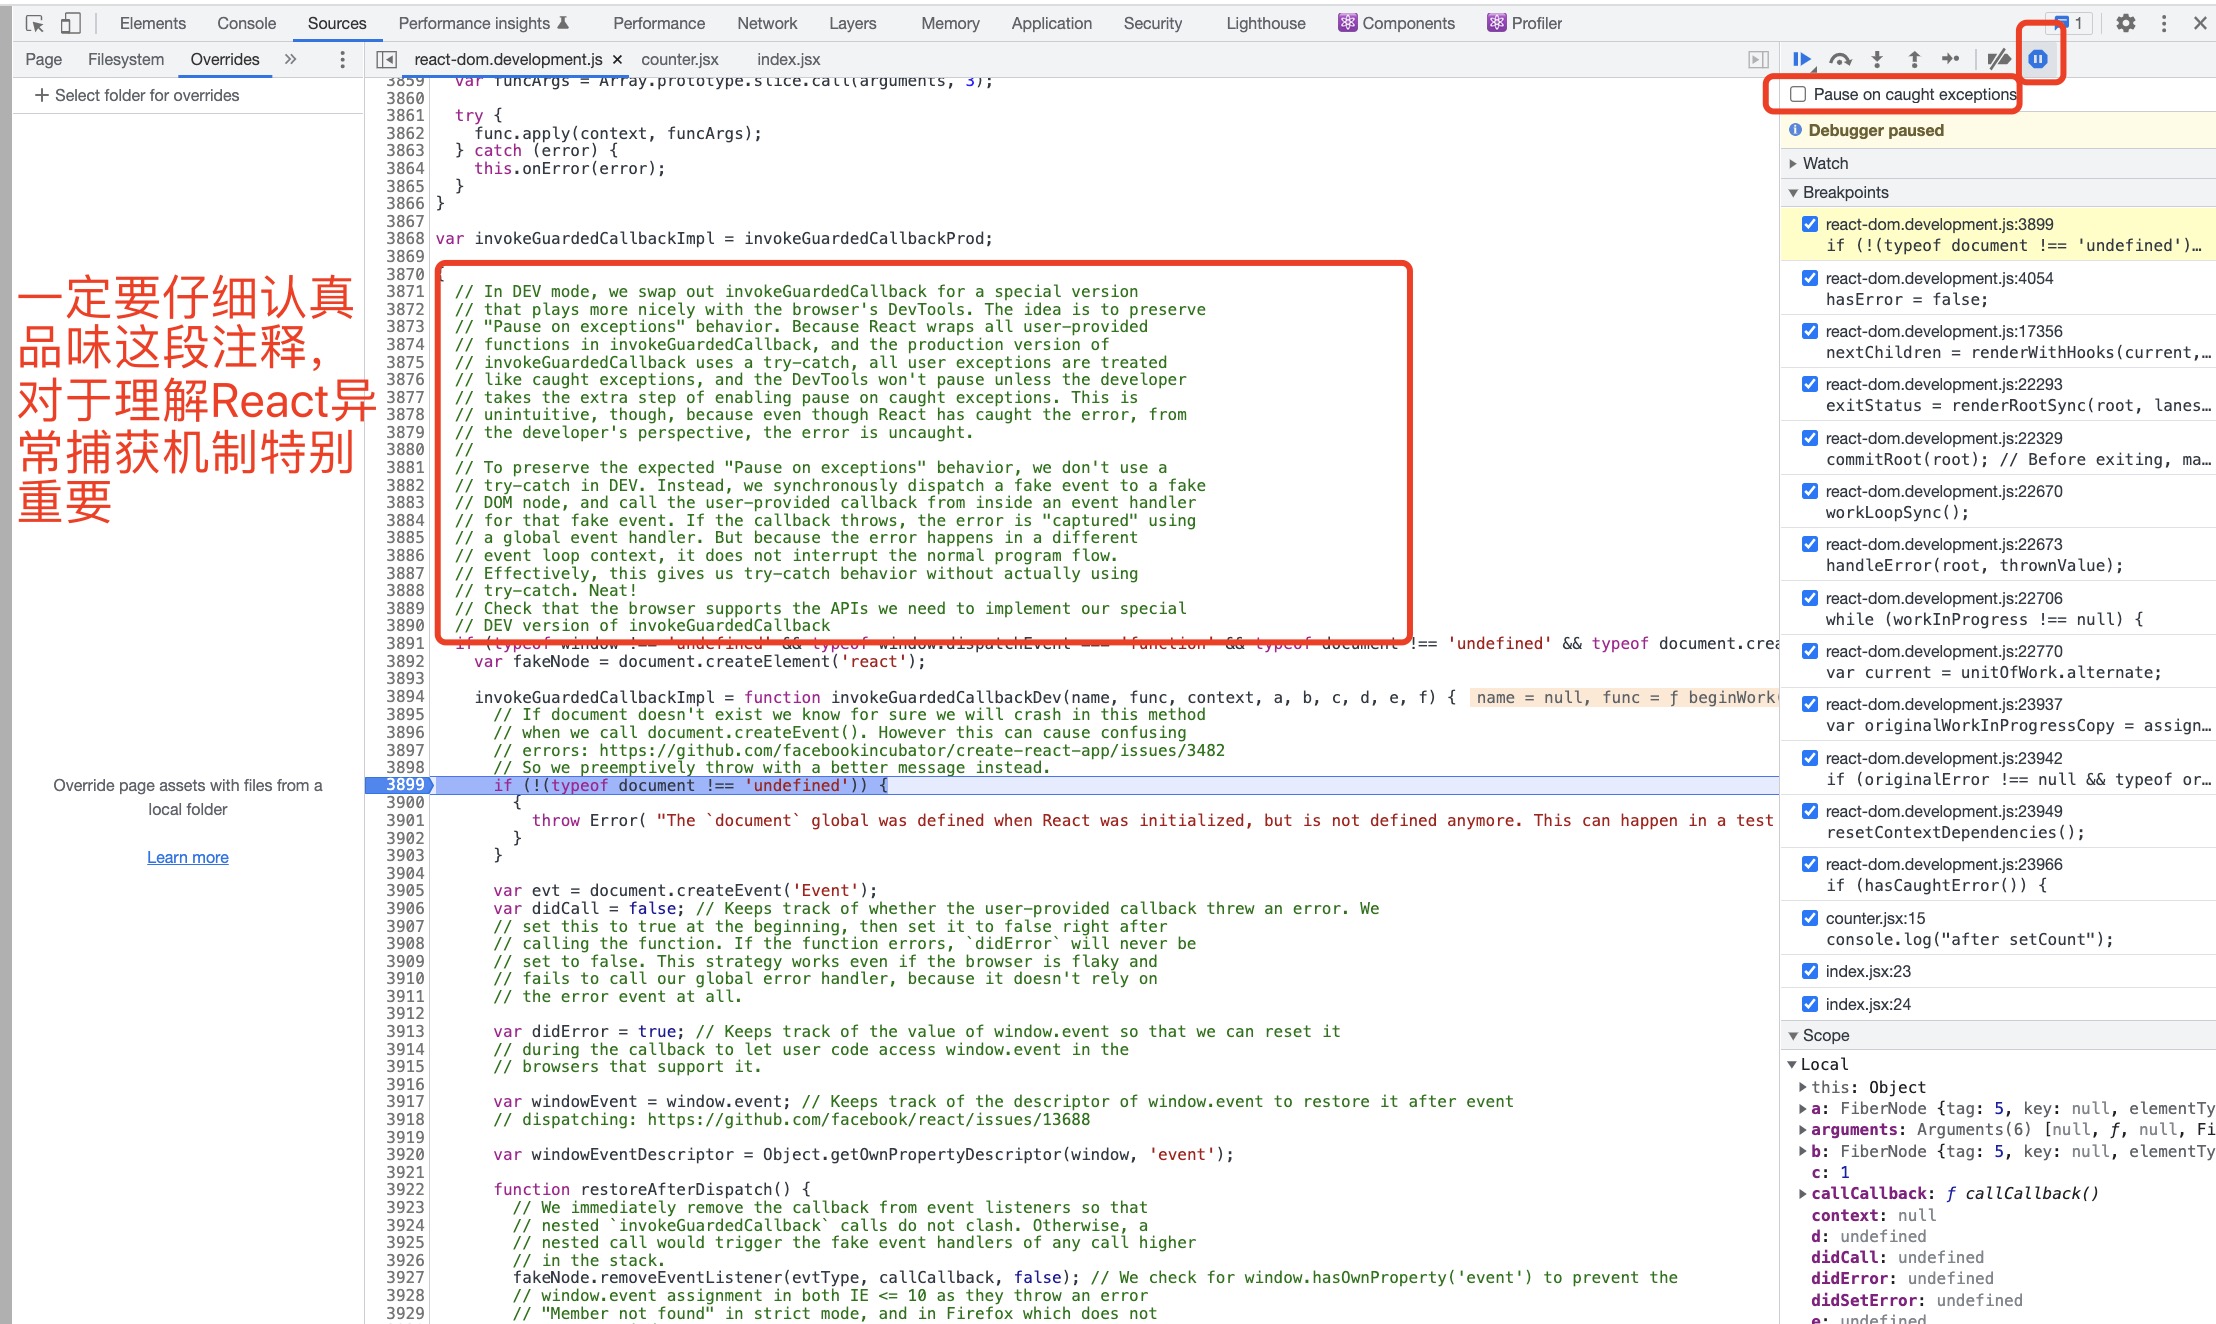 Elements Console Sources Performance insights Performance Network Layers Memory Application Security Lighthouse Components Profiler 1
Page Filesystem Overrides
react-dom.development.js × counter.jsx index.jsx
+ Select folder for overrides
一定要仔细认真
品味这段注释，
对于理解React异
常捕获机制特别
重要
Override page assets with files from a
local folder
Learn more
3859 var funcArgs = Array.prototype.slice.call(arguments, 3);
3860
3861 try {
3862 func.apply(context, funcArgs);
3863 } catch (error) {
3864 this.onError(error);
3865 }
3866 }
3867
3868 var invokeGuardedCallbackImpl = invokeGuardedCallbackProd;
3869
3870 {
3871 // In DEV mode, we swap out invokeGuardedCallback for a special version
3872 // that plays more nicely with the browser's DevTools. The idea is to preserve
3873 // "Pause on exceptions" behavior. Because React wraps all user-provided
3874 // functions in invokeGuardedCallback, and the production version of
3875 // invokeGuardedCallback uses a try-catch, all user exceptions are treated
3876 // like caught exceptions, and the DevTools won't pause unless the developer
3877 // takes the extra step of enabling pause on caught exceptions. This is
3878 // unintuitive, though, because even though React has caught the error, from
3879 // the developer's perspective, the error is uncaught.
3880 //
3881 // To preserve the expected "Pause on exceptions" behavior, we don't use a
3882 // try-catch in DEV. Instead, we synchronously dispatch a fake event to a fake
3883 // DOM node, and call the user-provided callback from inside an event handler
3884 // for that fake event. If the callback throws, the error is "captured" using
3885 // a global event handler. But because the error happens in a different
3886 // event loop context, it does not interrupt the normal program flow.
3887 // Effectively, this gives us try-catch behavior without actually using
3888 // try-catch. Neat!
3889 // Check that the browser supports the APIs we need to implement our special
3890 // DEV version of invokeGuardedCallback
3891 if (typeof window !== 'undefined' && typeof window.dispatchEvent === 'function' && typeof document !== 'undefined' && typeof document.crea
3892 var fakeNode = document.createElement('react');
3893
3894 invokeGuardedCallbackImpl = function invokeGuardedCallbackDev(name, func, context, a, b, c, d, e, f) { name = null, func = ƒ beginWork(
3895 // If document doesn't exist we know for sure we will crash in this method
3896 // when we call document.createEvent(). However this can cause confusing
3897 // errors: https://github.com/facebookincubator/create-react-app/issues/3482
3898 // So we preemptively throw with a better message instead.
3899 if (!(typeof document !== 'undefined')) {
3900 {
3901 throw Error( "The `document` global was defined when React was initialized, but is not defined anymore. This can happen in a test
3902 }
3903 }
3904
3905 var evt = document.createEvent('Event');
3906 var didCall = false; // Keeps track of whether the user-provided callback threw an error. We
3907 // set this to true at the beginning, then set it to false right after
3908 // calling the function. If the function errors, `didError` will never be
3909 // set to false. This strategy works even if the browser is flaky and
3910 // fails to call our global error handler, because it doesn't rely on
3911 // the error event at all.
3912
3913 var didError = true; // Keeps track of the value of window.event so that we can reset it
3914 // during the callback to let user code access window.event in the
3915 // browsers that support it.
3916
3917 var windowEvent = window.event; // Keeps track of the descriptor of window.event to restore it after event
3918 // dispatching: https://github.com/facebook/react/issues/13688
3919
3920 var windowEventDescriptor = Object.getOwnPropertyDescriptor(window, 'event');
3921
3922 function restoreAfterDispatch() {
3923 // We immediately remove the callback from event listeners so that
3924 // nested `invokeGuardedCallback` calls do not clash. Otherwise, a
3925 // nested call would trigger the fake event handlers of any call higher
3926 // in the stack.
3927 fakeNode.removeEventListener(evtType, callCallback, false); // We check for window.hasOwnProperty('event') to prevent the
3928 // window.event assignment in both IE <= 10 as they throw an error
3929 // "Member not found" in strict mode, and in Firefox which does not
Pause on caught exceptions
Debugger paused
Watch
Breakpoints
react-dom.development.js:3899
if (!(typeof document !== 'undefined')…
react-dom.development.js:4054
hasError = false;
react-dom.development.js:17356
nextChildren = renderWithHooks(current,…
react-dom.development.js:22293
exitStatus = renderRootSync(root, lanes…
react-dom.development.js:22329
commitRoot(root); // Before exiting, ma…
react-dom.development.js:22670
workLoopSync();
react-dom.development.js:22673
handleError(root, thrownValue);
react-dom.development.js:22706
while (workInProgress !== null) {
react-dom.development.js:22770
var current = unitOfWork.alternate;
react-dom.development.js:23937
var originalWorkInProgressCopy = assign…
react-dom.development.js:23942
if (originalError !== null && typeof or…
react-dom.development.js:23949
resetContextDependencies();
react-dom.development.js:23966
if (hasCaughtError()) {
counter.jsx:15
console.log("after setCount");
index.jsx:23
index.jsx:24
Scope
Local
this: Object
a: FiberNode {tag: 5, key: null, elementTy
arguments: Arguments(6) [null, ƒ, null, Fi
b: FiberNode {tag: 5, key: null, elementTy
c: 1
callCallback: ƒ callCallback()
context: null
d: undefined
didCall: undefined
didError: undefined
didSetError: undefined
e: undefined